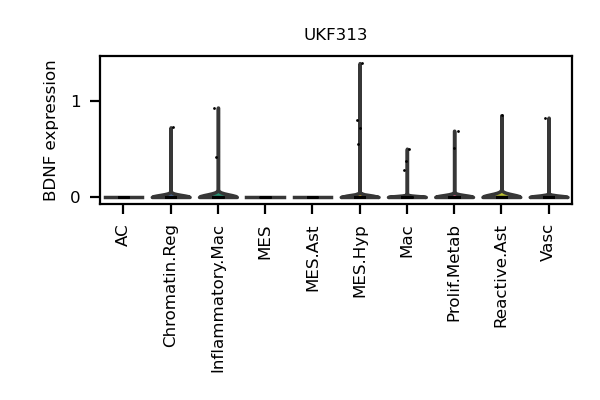 UKF313
BDNF expression
1
0
AC
Chromatin.Reg
Inflammatory.Mac
MES
MES.Ast
MES.Hyp
Mac
Prolif.Metab
Reactive.Ast
Vasc